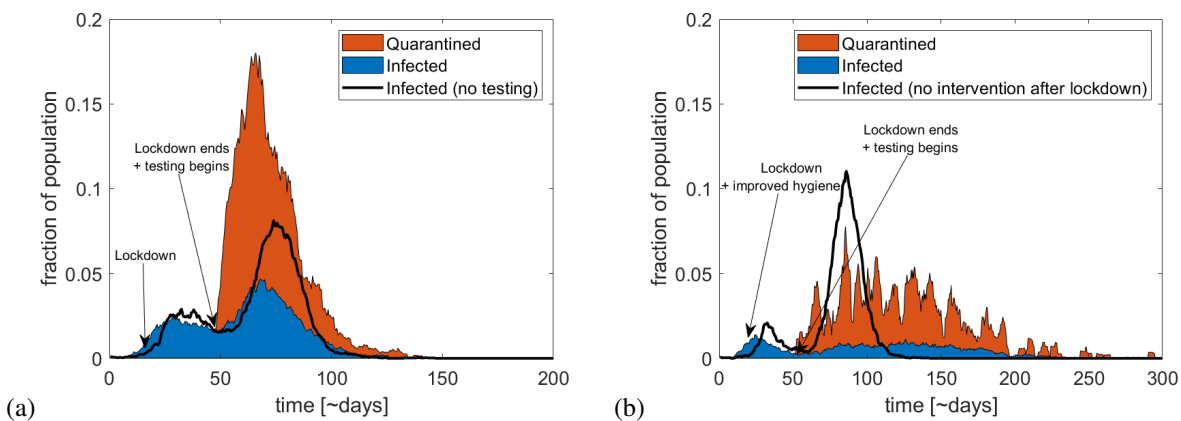 0.2
0.15
0.1
0.05
0
fraction of population
Quarantined
Infected
Infected (no testing)
Lockdown ends
+ testing begins
Lockdown
0
50
100
150
200
time [~days]
(a)
0.2
0.15
0.1
0.05
0
fraction of population
Quarantined
Infected
Infected (no intervention after lockdown)
Lockdown ends
+ testing begins
Lockdown
+ improved hygiene
0
50
100
150
200
250
300
time [~days]
(b)